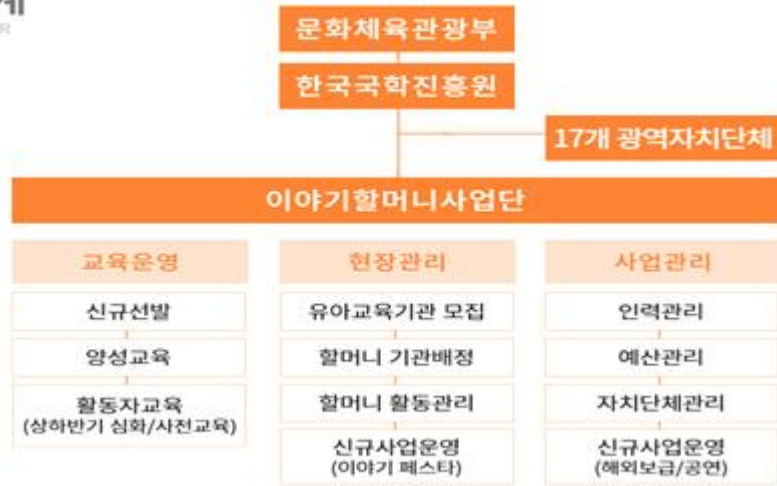 계
R
문화체육관광부
한국국학진흥원
17개 광역자치단체
이야기할머니사업단
교육운영
현장관리
사업관리
신규선발
유아교육기관 모집
인력관리
양성교육
할머니 기관배정
예산관리
활동자교육
(상하반기 심화/사전교육)
할머니 활동관리
자치단체관리
신규사업운영
(이야기 페스타)
신규사업운영
(해외보급/공연)